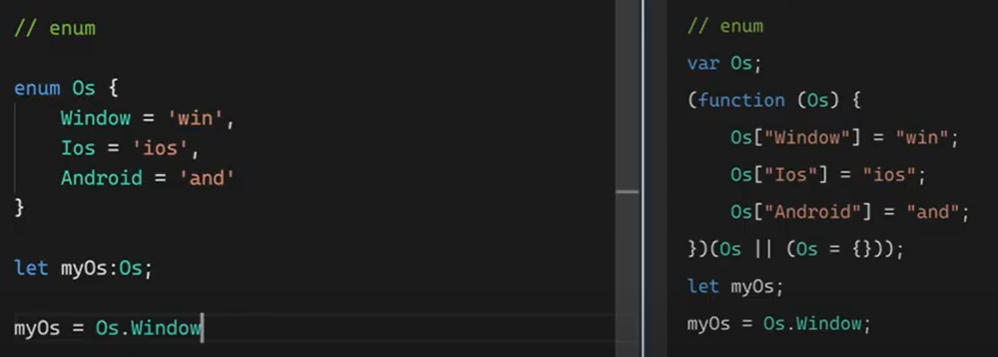 // enum
enum Os {
    Window = 'win',
    Ios = 'ios',
    Android = 'and'
}
let myOs:Os;
myOs = Os.Window
// enum
var Os;
(function (Os) {
    Os["Window"] = "win";
    Os["Ios"] = "ios";
    Os["Android"] = "and";
})(Os || (Os = {}));
let myOs;
myOs = Os.Window;